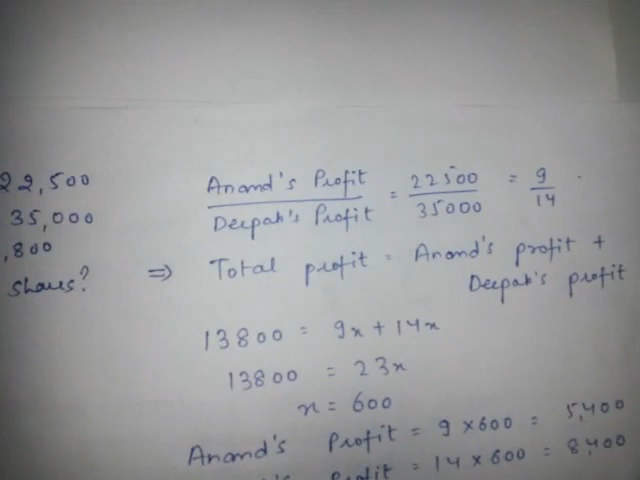 22,500
35,000
,800
shares?
Anand's Profit / Deepak's Profit = 22500 / 35000 = 9 / 14 .
⇒ Total profit = Anand's profit +
Deepak's profit
13800 = 9x + 14x
13800 = 23x
x = 600
Anand's Profit = 9 × 600 = 5,400
Profit = 14 × 600 = 8,400